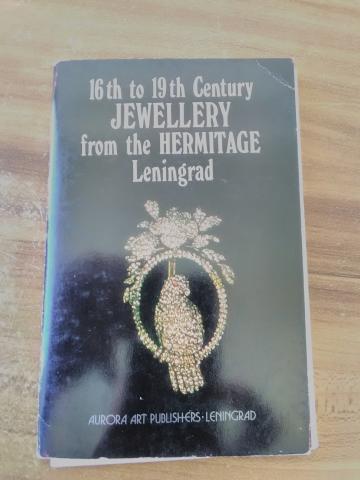 16th to 19th Century
JEWELLERY
from the HERMITAGE
Leningrad
AURORA ART PUBLISHERS · LENINGRAD